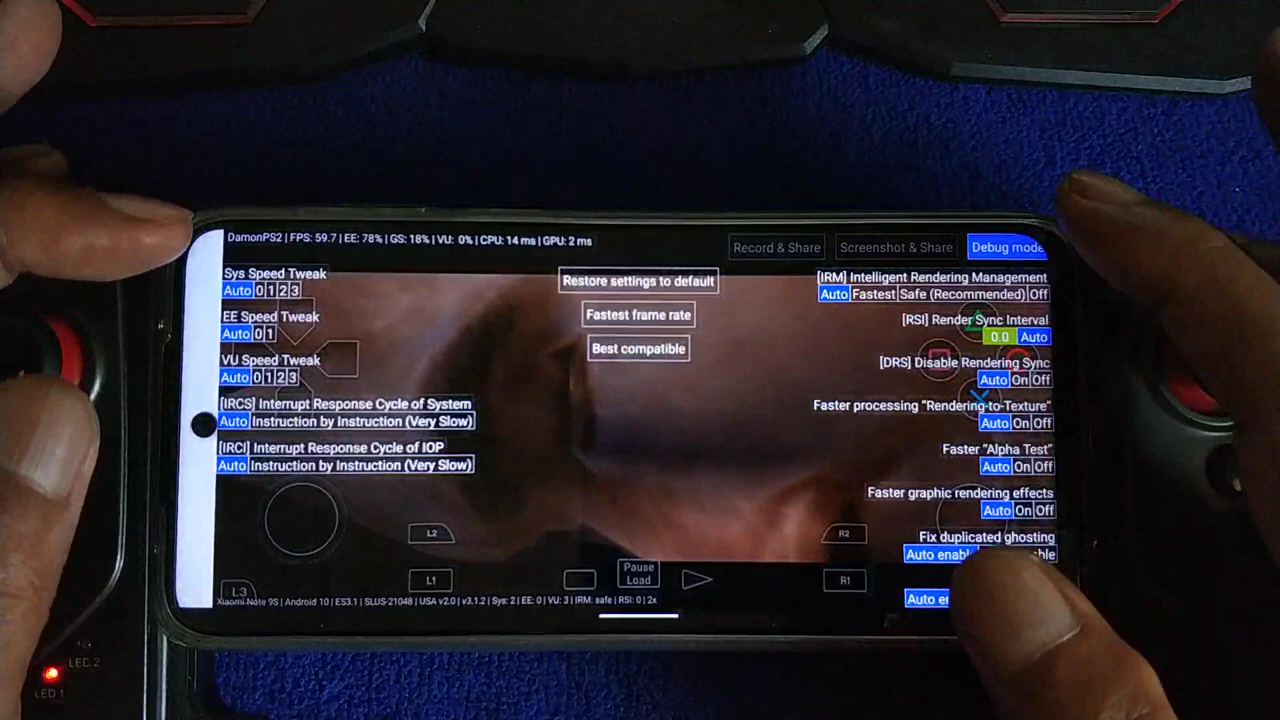 DamonPS2 | FPS: 59.7 | EE: 78% | GS: 18% | VU: 0% | CPU: 14 ms | GPU: 2 ms
Record & Share
Screenshot & Share
Debug mode
Sys Speed Tweak
Auto 0 1 2 3
EE Speed Tweak
Auto 0 1
VU Speed Tweak
Auto 0 1 2 3
[IRCS] Interrupt Response Cycle of System
Auto Instruction by Instruction (Very Slow)
[IRCI] Interrupt Response Cycle of IOP
Auto Instruction by Instruction (Very Slow)
Restore settings to default
Fastest frame rate
Best compatible
[IRM] Intelligent Rendering Management
Auto Fastest Safe (Recommended) Off
[RSI] Render Sync Interval
0.0 Auto
[DRS] Disable Rendering Sync
Auto On Off
Faster processing "Rendering-to-Texture"
Auto On Off
Faster "Alpha Test"
Auto On Off
Faster graphic rendering effects
Auto On Off
Fix duplicated ghosting
Auto
L2
R2
L3
L1
Pause
Load
R1
Auto
Xiaomi Note 9S | Android 10 | ES3.1 | SLUS-21048 | USA v2.0 | v3.1.2 | Sys: 2 | EE: 0 | VU: 3 | IRM: safe | RSI: 0 | 2x
LED 2
LED 1